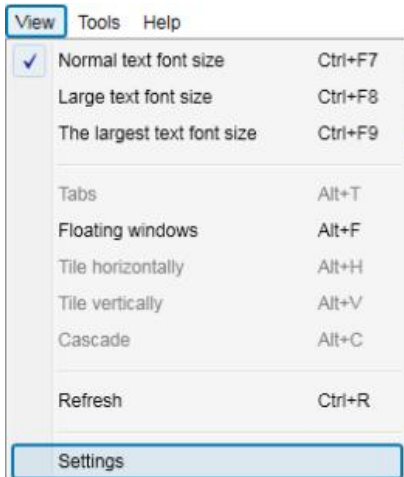 View Tools Help
Normal text font size Ctrl+F7
Large text font size Ctrl+F8
The largest text font size Ctrl+F9
Tabs Alt+T
Floating windows Alt+F
Tile horizontally Alt+H
Tile vertically Alt+V
Cascade Alt+C
Refresh Ctrl+R
Settings